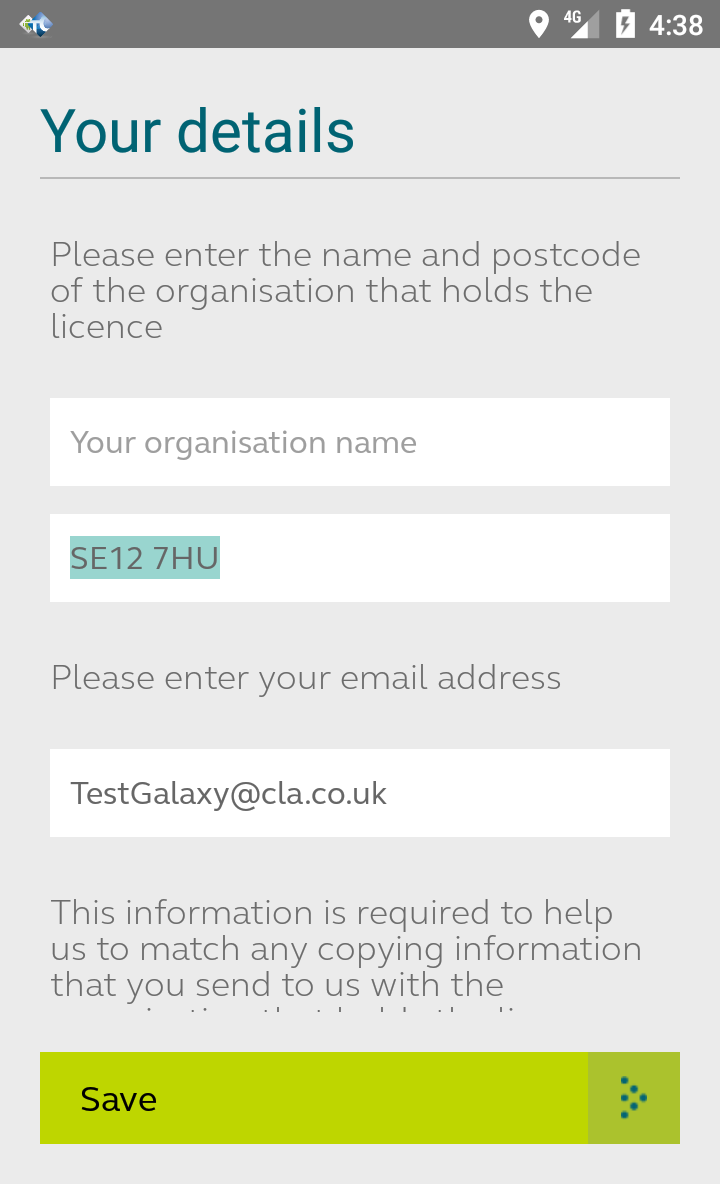 4G 4:38
Your details
Please enter the name and postcode
of the organisation that holds the
licence
Your organisation name
SE12 7HU
Please enter your email address
TestGalaxy@cla.co.uk
This information is required to help
us to match any copying information
that you send to us with the
Save